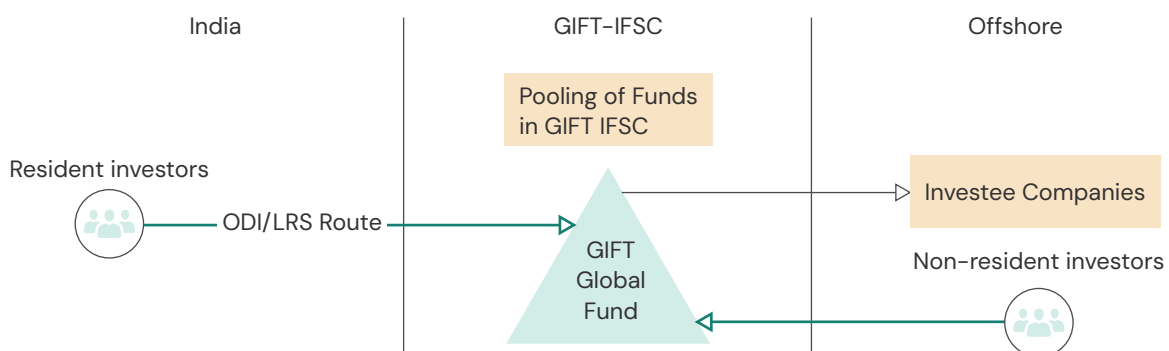 India
GIFT-IFSC
Offshore
Pooling of Funds
in GIFT IFSC
Resident investors
Investee Companies
ODI/LRS Route
GIFT
Global
Fund
Non-resident investors